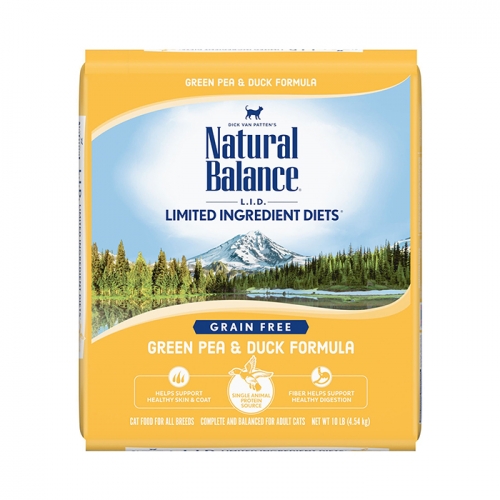 GREEN PEA & DUCK FORMULA
DICK VAN PATTEN'S
Natural
Balance®
L.I.D.
LIMITED INGREDIENT DIETS®
GRAIN FREE
GREEN PEA & DUCK FORMULA
HELPS SUPPORT
HEALTHY SKIN & COAT
SINGLE ANIMAL
PROTEIN
SOURCE
FIBER HELPS SUPPORT
HEALTHY DIGESTION
CAT FOOD FOR ALL BREEDS COMPLETE AND BALANCED FOR ADULT CATS NET WT 10 LB (4.54 kg)